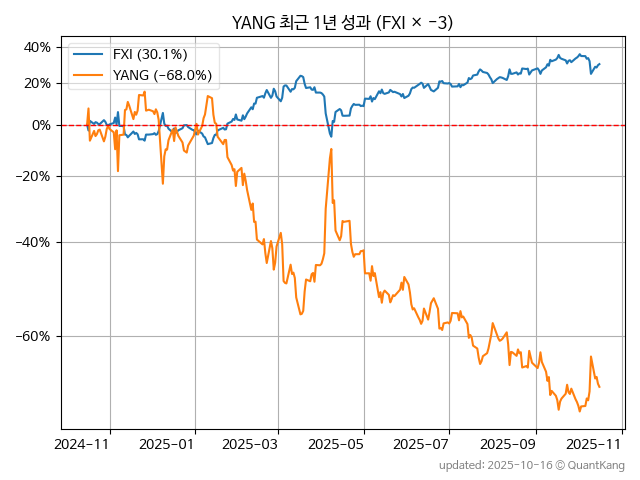 YANG 최근 1년 성과 (FXI × −3)
40%
20%
0%
−20%
−40%
−60%
FXI (30.1%)
YANG (−68.0%)
2024-11 2025-01 2025-03 2025-05 2025-07 2025-09 2025-11
updated: 2025-10-16 © QuantKang